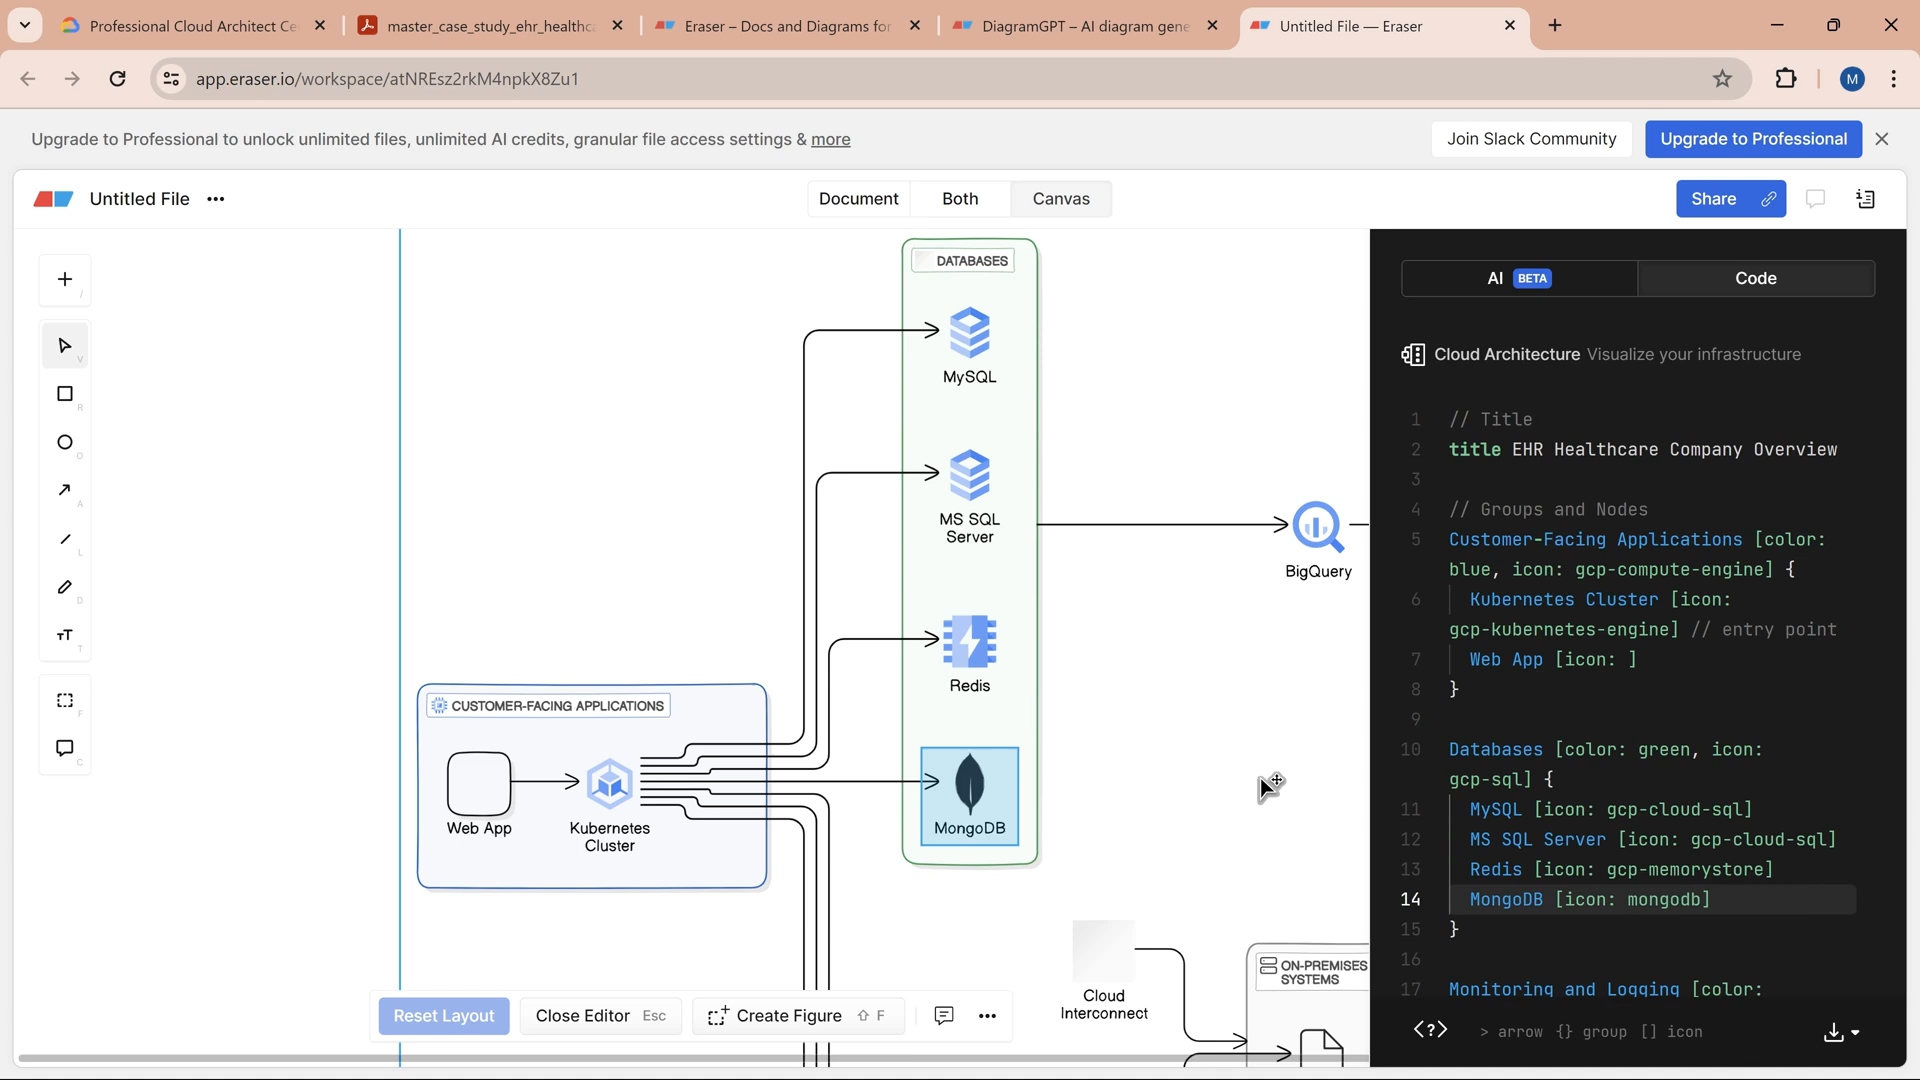 Professional Cloud Architect Ce
master_case_study_ehr_healthc
Eraser – Docs and Diagrams for
DiagramGPT – AI diagram gene
Untitled File — Eraser
app.eraser.io/workspace/atNREsz2rkM4npkX8Zu1
M
Upgrade to Professional to unlock unlimited files, unlimited AI credits, granular file access settings & more
Join Slack Community
Upgrade to Professional
Untitled File
Document
Both
Canvas
Share
/
V
R
O
A
L
D
T
F
C
DATABASES
MySQL
MS SQL
Server
Redis
MongoDB
BigQuery
CUSTOMER-FACING APPLICATIONS
Web App
Kubernetes
Cluster
Cloud
Interconnect
ON-PREMISES
SYSTEMS
Reset Layout
Close Editor Esc
Create Figure ⇧ F
AI BETA
Code
Cloud Architecture Visualize your infrastructure
1 // Title
2 title EHR Healthcare Company Overview
3
4 // Groups and Nodes
5 Customer-Facing Applications [color:
blue, icon: gcp-compute-engine] {
6 Kubernetes Cluster [icon:
gcp-kubernetes-engine] // entry point
7 Web App [icon: ]
8 }
9
10 Databases [color: green, icon:
gcp-sql] {
11 MySQL [icon: gcp-cloud-sql]
12 MS SQL Server [icon: gcp-cloud-sql]
13 Redis [icon: gcp-memorystore]
14 MongoDB [icon: mongodb]
15 }
16
17 Monitoring and Logging [color:
<?> > arrow {} group [] icon